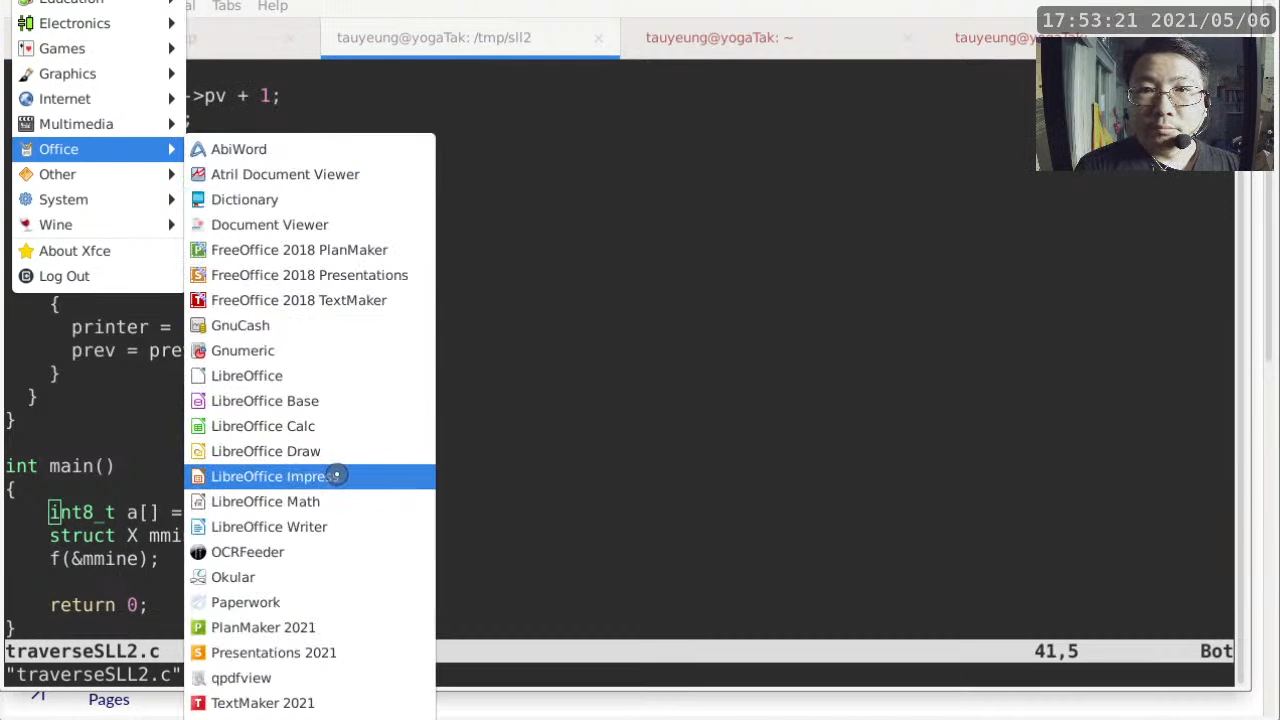 Education
Electronics
Games
Graphics
Internet
Multimedia
Office
Other
System
Wine
About Xfce
Log Out
AbiWord
Atril Document Viewer
Dictionary
Document Viewer
FreeOffice 2018 PlanMaker
FreeOffice 2018 Presentations
FreeOffice 2018 TextMaker
GnuCash
Gnumeric
LibreOffice
LibreOffice Base
LibreOffice Calc
LibreOffice Draw
LibreOffice Impress
LibreOffice Math
LibreOffice Writer
OCRFeeder
Okular
Paperwork
PlanMaker 2021
Presentations 2021
qpdfview
TextMaker 2021
Tabs Help
tauyeung@yogaTak: /tmp/sll2
tauyeung@yogaTak: ~
tauyeung@yogaTak:
17:53:21 2021/05/06
->pv + 1;
;
{
printer =
prev =
}
}
}
int main()
{
int8_t a[] =
struct X
f(&mmine);
return 0;
}
traverseSLL2.c 41,5 Bot
"traverseSLL2.c"
Pages